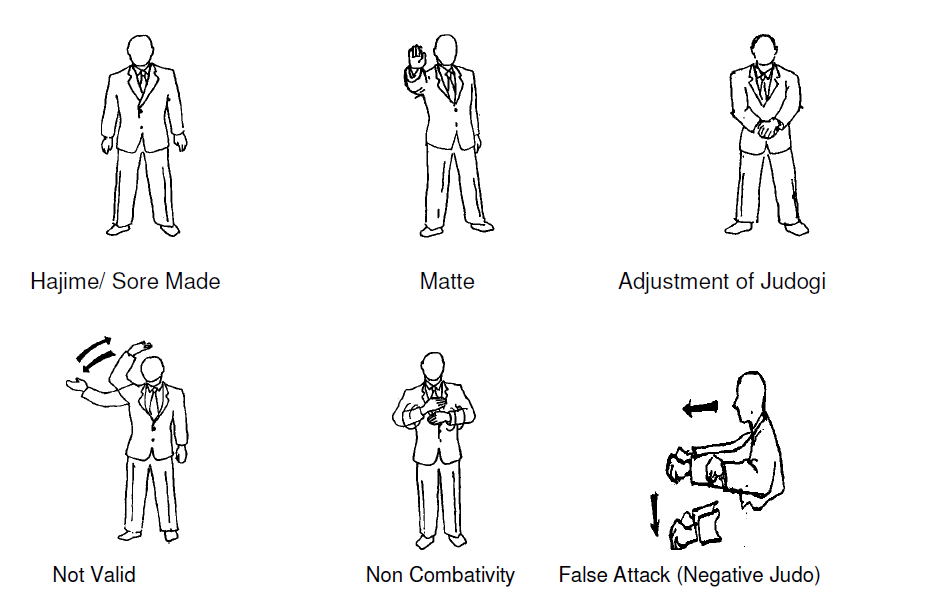 Hajime/ Sore Made
Matte
Adjustment of Judogi
Not Valid
Non Combativity
False Attack (Negative Judo)